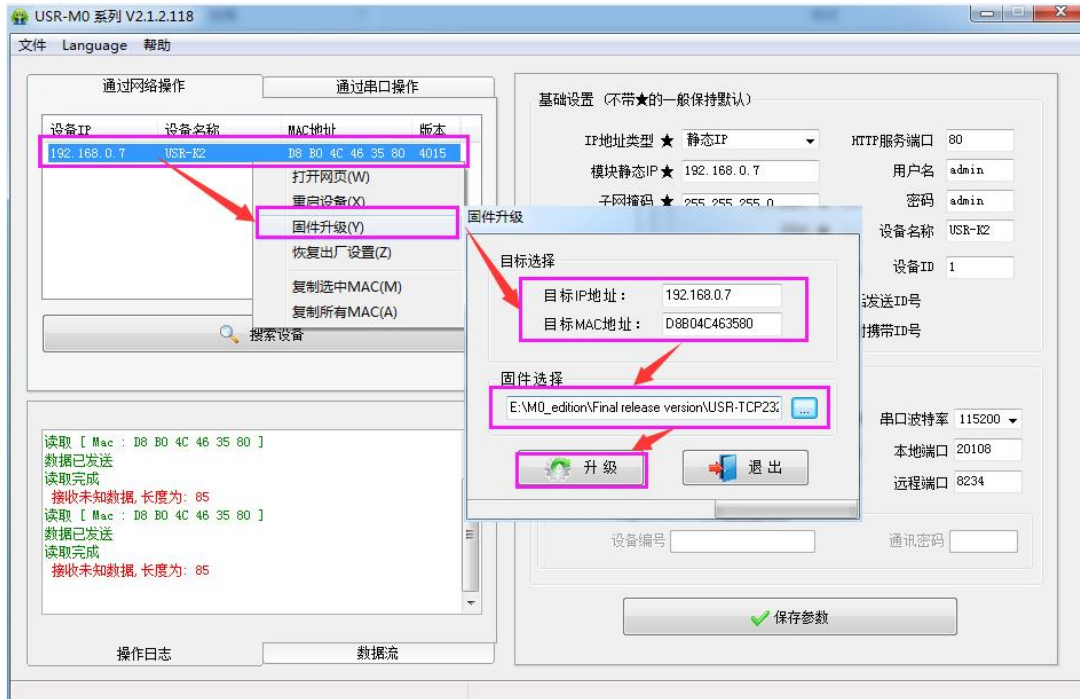 USR-M0 系列 V2.1.2.118
文件 Language 帮助
通过网络操作 通过串口操作
设备IP 设备名称 MAC地址 版本
192.168.0.7 USR-K2 D8 B0 4C 46 35 80 4015
打开网页(W)
重启设备(X)
固件升级(Y)
恢复出厂设置(Z)
复制选中MAC(M)
复制所有MAC(A)
搜索设备
读取 [ Mac : D8 B0 4C 46 35 80 ]
数据已发送
读取完成
接收未知数据,长度为: 85
读取 [ Mac : D8 B0 4C 46 35 80 ]
数据已发送
读取完成
接收未知数据,长度为: 85
操作日志 数据流
固件升级
目标选择
目标IP地址: 192.168.0.7
目标MAC地址: D8B04C463580
固件选择
E:\M0_edition\Final release version\USR-TCP232 ...
升级 退出
基础设置 (不带★的一般保持默认)
IP地址类型 ★ 静态IP HTTP服务端口 80
模块静态IP★ 192.168.0.7 用户名 admin
子网掩码 ★ 255.255.255.0 密码 admin
设备名称 USR-K2
设备ID 1
发送ID号
携带ID号
串口波特率 115200
本地端口 20108
远程端口 8234
设备编号 通讯密码
保存参数